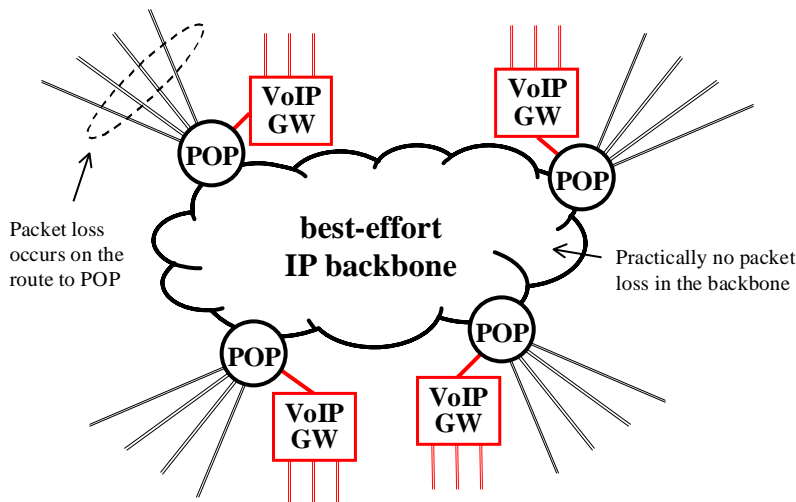 VoIP
GW
VoIP
GW
POP
POP
Packet loss
occurs on the
route to POP
best-effort
IP backbone
Practically no packet
loss in the backbone
POP
POP
VoIP
GW
VoIP
GW